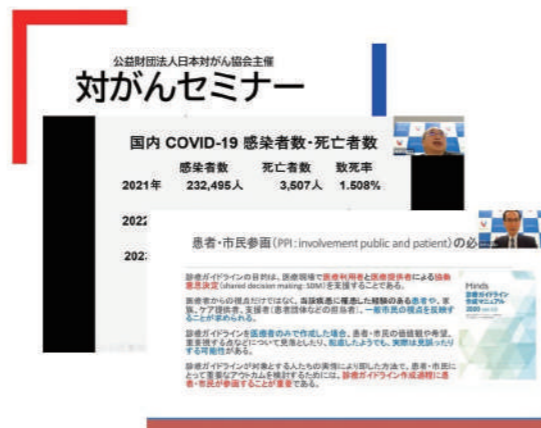 公益財団法人日本対がん協会主催
対がんセミナー
国内 COVID-19 感染者数・死亡者数
感染者数 死亡者数 致死率
2021年 232,495人 3,507人 1.508%
2022
202
患者・市民参画(PPI:involvement public and patient)の必
診療ガイドラインの目的は、医療現場で医療利用者と医療提供者による協働
意思決定(shared decision making: SDM)を支援することである。
医療者からの視点だけではなく、当該疾患に罹患した経験のある患者や、家
族、ケア提供者、支援者(患者団体などの担当者)、一般市民の視点を反映す
ることが求められる。
診療ガイドラインを医療者のみで作成した場合、患者・市民の価値観や希望、
重要視する点などについて見落としたり、配慮したようでも、実際は見誤ったり
する可能性がある。
診療ガイドラインが対象とする人たちの実情により即した方法で、患者・市民に
とって重要なアウトカムを検討するためには、診療ガイドライン作成過程に患
者・市民が参画することが重要である。
Minds
診療ガイドライン
作成マニュアル
2020